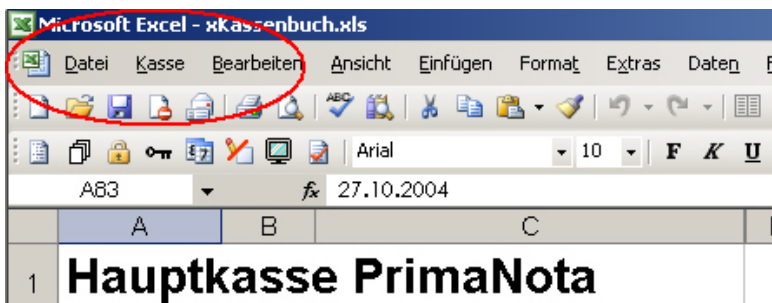 Microsoft Excel - xKassenbuch.xls
Datei Kasse Bearbeiten Ansicht Einfügen Format Extras Daten
ABC
Arial 10 F K U
A83 fx 27.10.2004
A B C
1 Hauptkasse PrimaNota